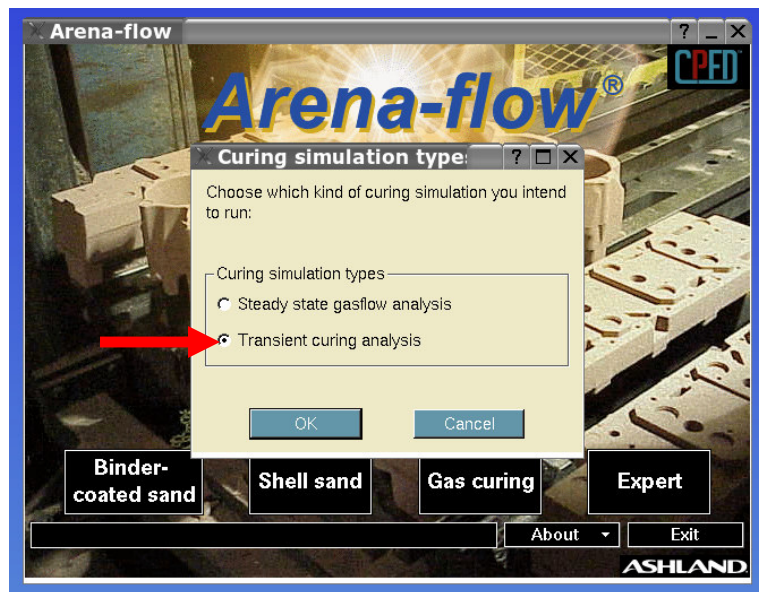 Arena-flow
CPFD
Arena-flow®
Curing simulation type:
Choose which kind of curing simulation you intend
to run:
Curing simulation types
Steady state gasflow analysis
Transient curing analysis
OK
Cancel
Binder-
coated sand
Shell sand
Gas curing
Expert
About
Exit
ASHLAND